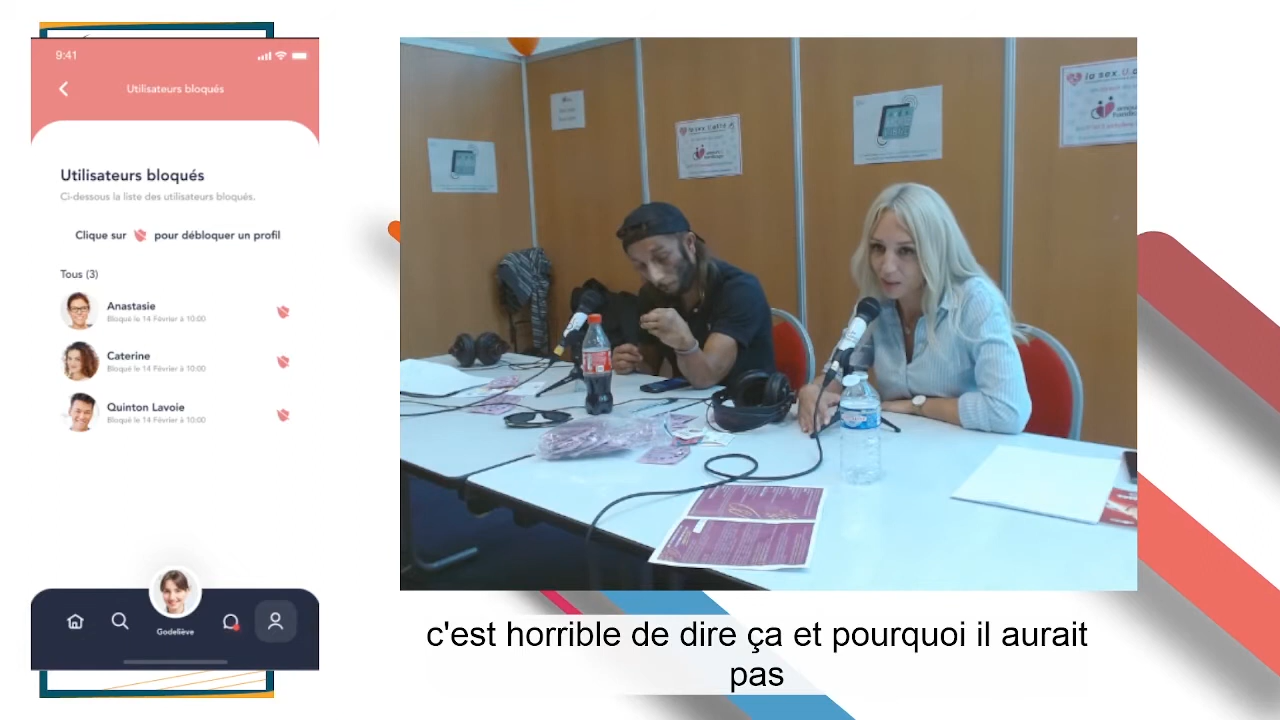 9:41
Utilisateurs bloqués
Utilisateurs bloqués
Ci-dessous la liste des utilisateurs bloqués.
Clique sur pour débloquer un profil
Tous (3)
Anastasie
Bloqué le 14 Février à 10:00
Caterine
Bloqué le 14 Février à 10:00
Quinton Lavoie
Bloqué le 14 Février à 10:00
Godeliève
c'est horrible de dire ça et pourquoi il aurait
pas